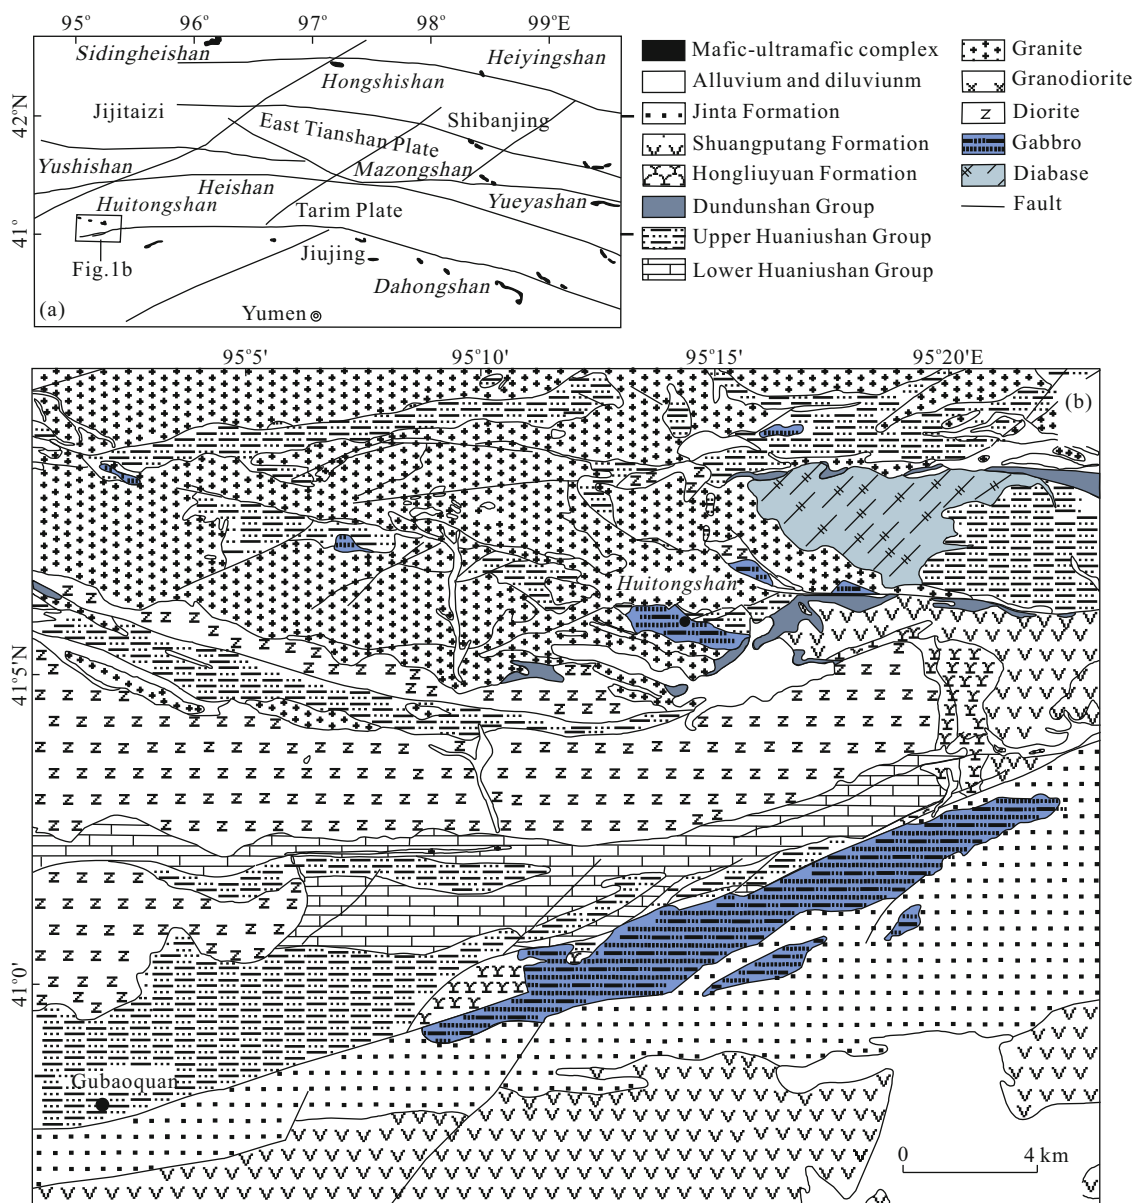 95° 96° 97° 98° 99°E
Sidingheishan
Heiyingshan
Hongshishan
42°N
Jijitaizi
East Tianshan Plate
Shibanjing
Yushishan
Mazongshan
Heishan
Yueyashan
Huitongshan
Tarim Plate
41°
Jiujing
Fig.1b
Dahongshan
(a)
Yumen
Mafic-ultramafic complex
Alluvium and diluviunm
Jinta Formation
Shuangputang Formation
Hongliuyuan Formation
Dundunshan Group
Upper Huaniushan Group
Lower Huaniushan Group
Granite
Granodiorite
Diorite
Gabbro
Diabase
Fault
95°5' 95°10' 95°15' 95°20'E
(b)
Huitongshan
41°5'N
41°0'
Gubaoquan
0 4 km